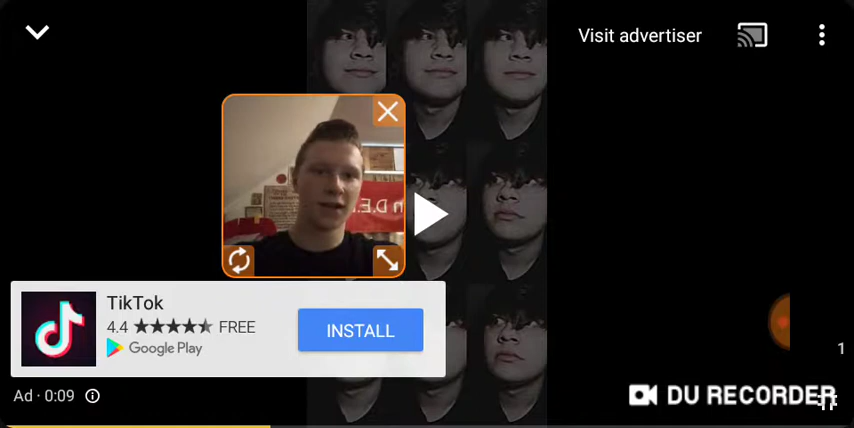 Visit advertiser
TikTok
4.4 FREE
Google Play
INSTALL
Ad · 0:09
1
DU RECORDER